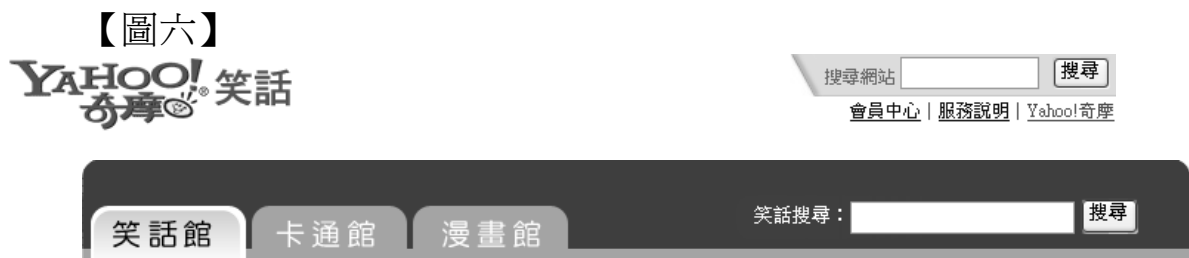 【圖六】
YAHOO!奇摩® 笑話
搜尋網站 搜尋
會員中心 | 服務說明 | Yahoo!奇摩
笑話館 卡通館 漫畫館 笑話搜尋： 搜尋